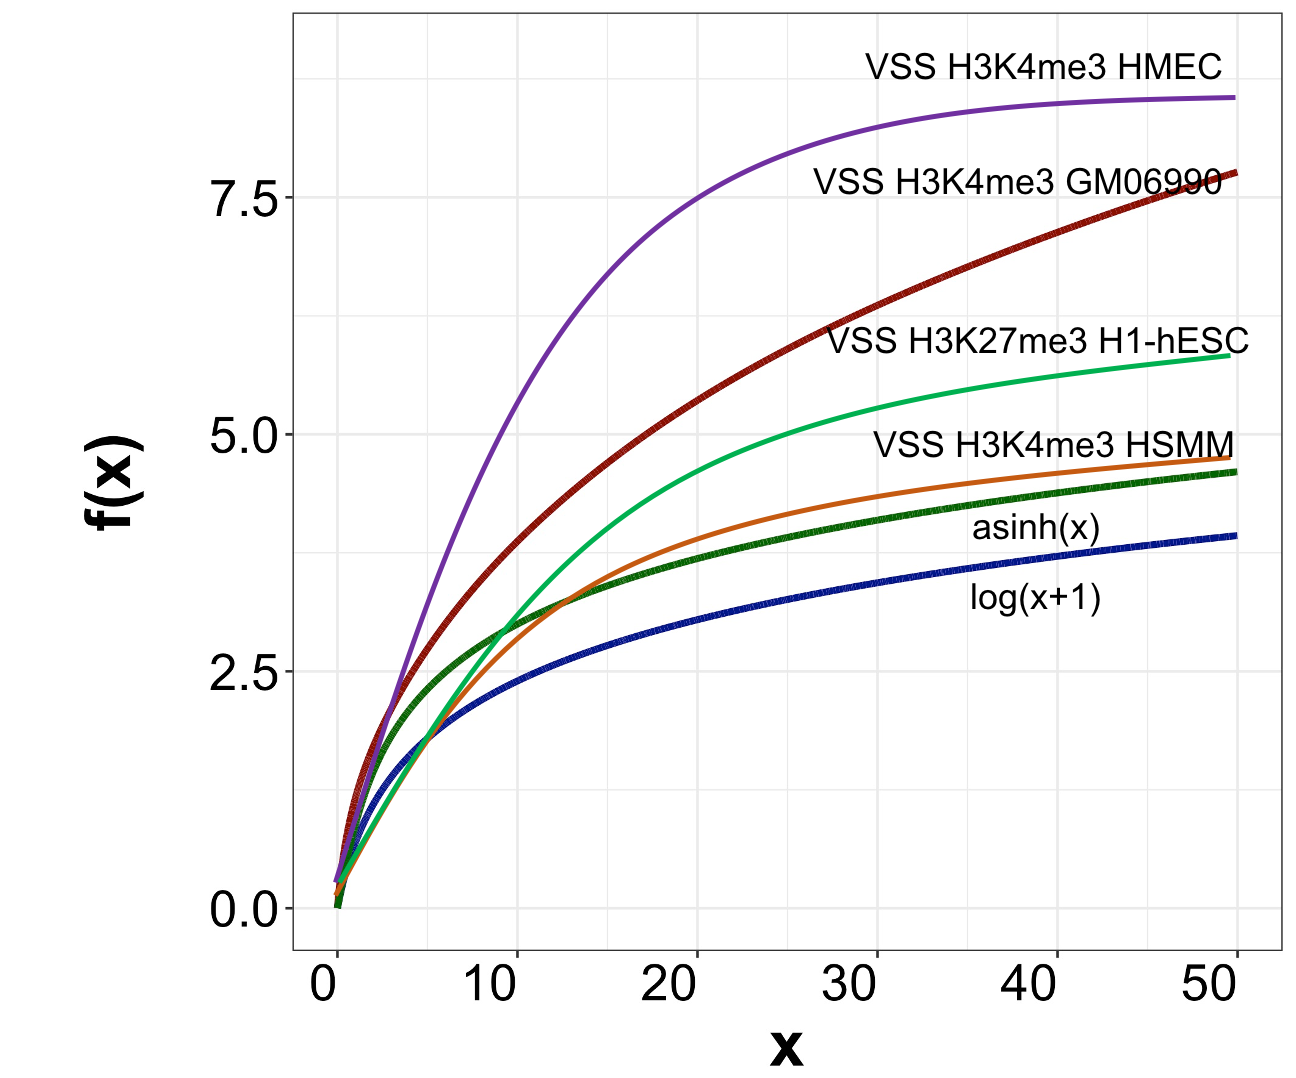 VSS H3K4me3 HMEC
VSS H3K4me3 GM06990
VSS H3K27me3 H1-hESC
VSS H3K4me3 HSMM
asinh(x)
log(x+1)
f(x)
7.5
5.0
2.5
0.0
0 10 20 30 40 50
x